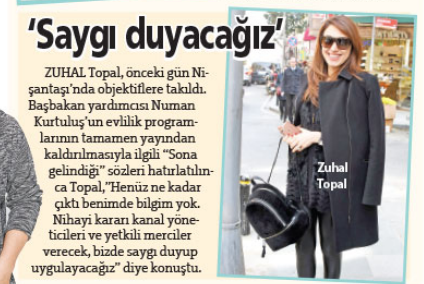 ‘Saygı duyacağız’
ZUHAL Topal, önceki gün Ni-
şantaşı’nda objektiflere takıldı.
Başbakan yardımcısı Numan
Kurtuluş’un evlilik program-
larının tamamen yayından
kaldırılmasıyla ilgili “Sona
gelindiği” sözleri hatırlatılın-
ca Topal,”Henüz ne kadar
çıktı benimde bilgim yok.
Nihayi kararı kanal yöne-
ticileri ve yetkili merciler
verecek, bizde saygı duyup
uygulayacağız” diye konuştu.
Zuhal
Topal